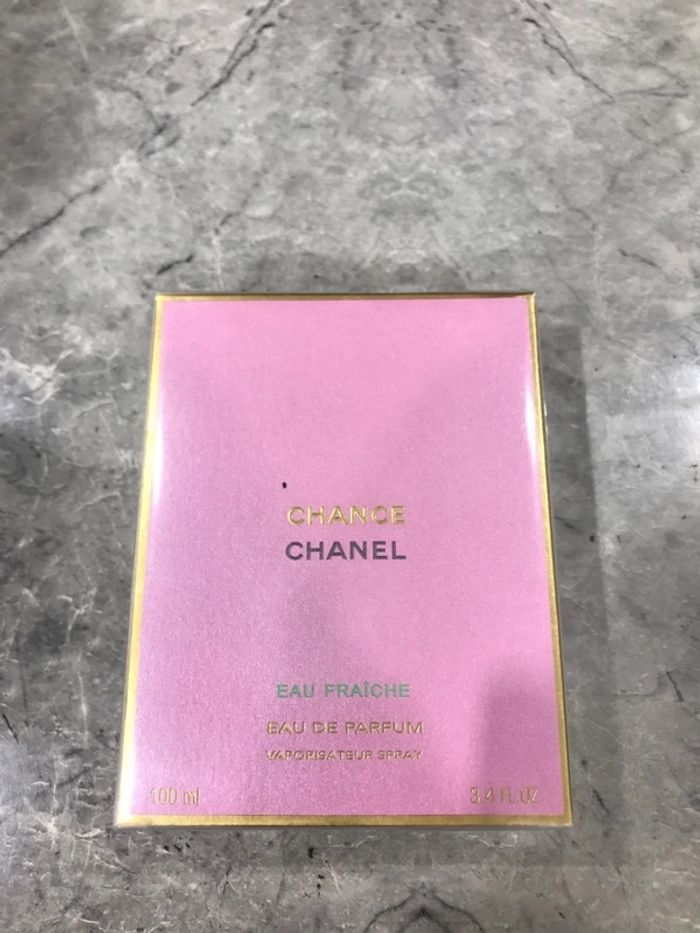 CHANCE
CHANEL
EAU FRAÎCHE
EAU DE PARFUM
VAPORISATEUR SPRAY
100 ml 3.4 FL.OZ.